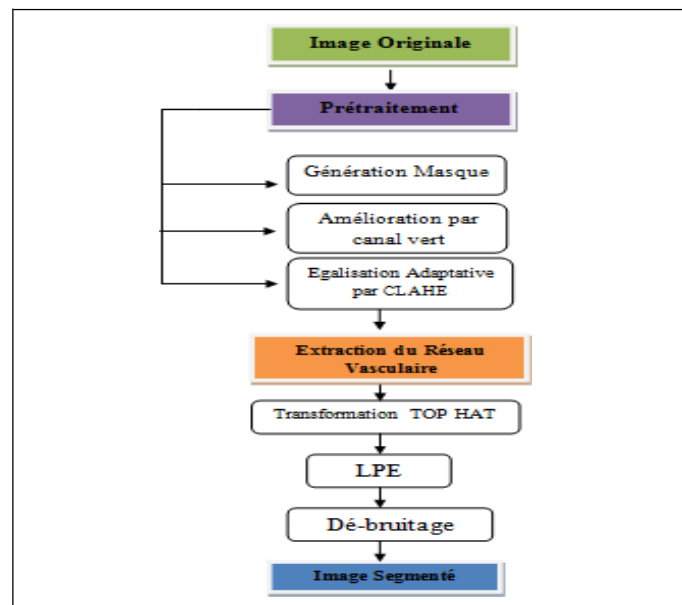 Image Originale
Prétraitement
Génération Masque
Amélioration par
canal vert
Egalisation Adaptative
par CLAHE
Extraction du Réseau
Vasculaire
Transformation TOP HAT
LPE
Dé-bruitage
Image Segmenté